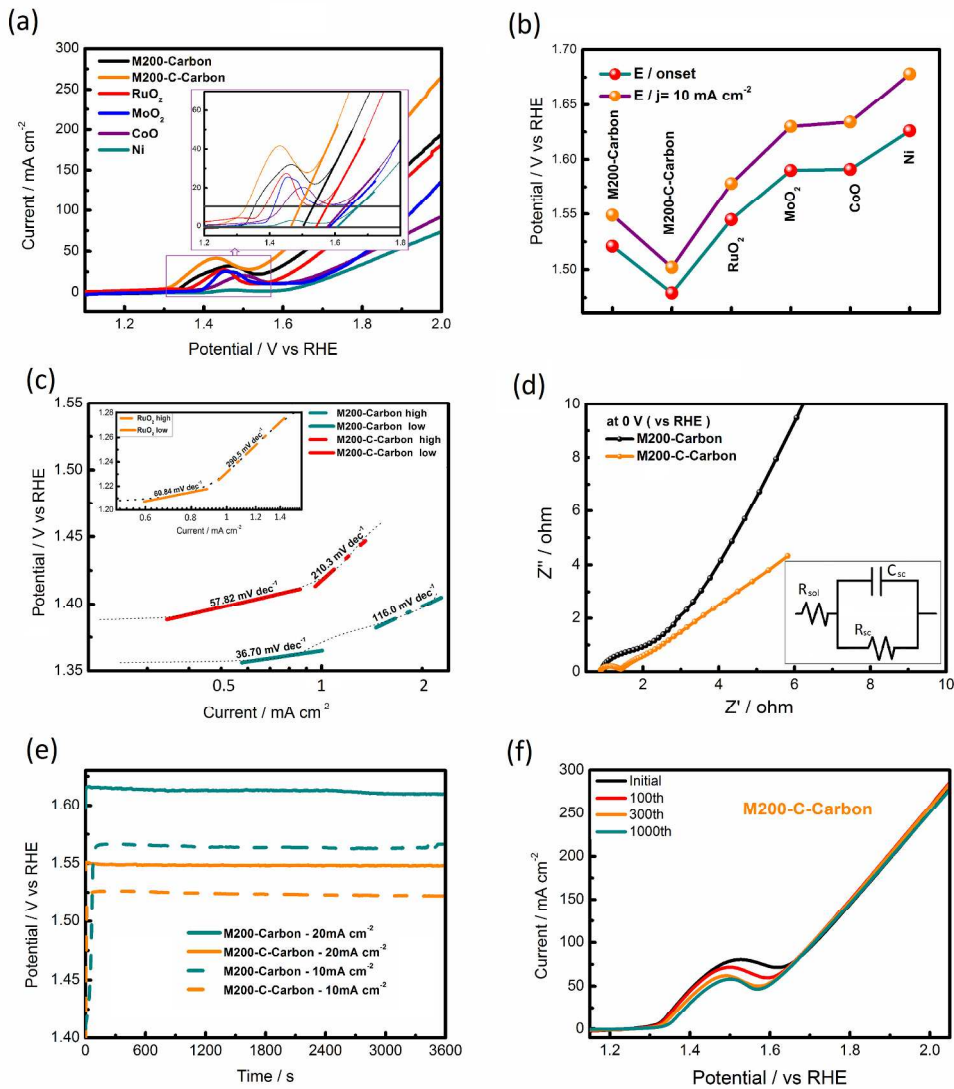 (a)
300
250
200
150
100
50
0
Current / mA cm-2
M200-Carbon
M200-C-Carbon
RuOz
MoO2
CoO
Ni
60
40
20
0
1.2 1.4 1.6 1.8
1.2 1.4 1.6 1.8 2.0
Potential / V vs RHE
(b)
1.70
1.65
1.60
1.55
1.50
Potential / V vs RHE
E / onset
E / j= 10 mA cm-2
M200-Carbon
M200-C-Carbon
RuO2
MoO2
CoO
Ni
(c)
1.55
1.50
1.45
1.40
1.35
Potential / V vs RHE
1.28
1.26
1.24
1.22
1.20
RuO2 high
RuO2 low
60.84 mV dec-1
290.5 mV dec-1
0.6 0.8 1 1.2 1.4
Current / mA cm-2
M200-Carbon high
M200-Carbon low
M200-C-Carbon high
M200-C-Carbon low
57.82 mV dec-1
210.3 mV dec-1
36.70 mV dec-1
116.0 mV dec-1
0.5 1 2
Current / mA cm-2
(d)
10
8
6
4
2
0
Z" / ohm
at 0 V ( vs RHE )
M200-Carbon
M200-C-Carbon
Rsol
Csc
Rsc
2 4 6 8 10
Z' / ohm
(e)
1.60
1.55
1.50
1.45
1.40
Potential / V vs RHE
M200-Carbon - 20mA cm-2
M200-C-Carbon - 20mA cm-2
M200-Carbon - 10mA cm-2
M200-C-Carbon - 10mA cm-2
0 600 1200 1800 2400 3000 3600
Time / s
(f)
300
250
200
150
100
50
0
Current / mA cm-2
Initial
100th
300th
1000th
M200-C-Carbon
1.2 1.4 1.6 1.8 2.0
Potential / vs RHE